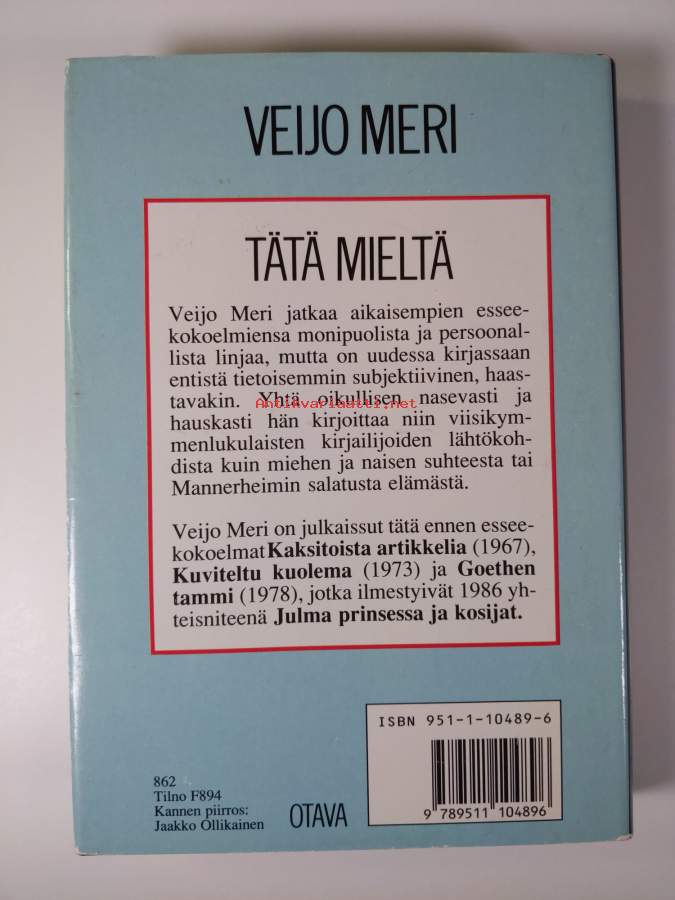 VEIJO MERI
TÄTÄ MIELTÄ
Veijo Meri jatkaa aikaisempien essee-
kokoelmiensa monipuolista ja persoonal-
lista linjaa, mutta on uudessa kirjassaan
entistä tietoisemmin subjektiivinen, haas-
tavakin. Yhtä oikullisen nasevasti ja
Antikvariaatti.net
hauskasti hän kirjoittaa niin viisikym-
menlukulaisten kirjailijoiden lähtökoh-
dista kuin miehen ja naisen suhteesta tai
Mannerheimin salatusta elämästä.
Veijo Meri on julkaissut tätä ennen essee-
kokoelmat Kaksitoista artikkelia (1967),
Kuviteltu kuolema (1973) ja Goethen
tammi (1978), jotka ilmestyivät 1986 yh-
teisniteenä Julma prinsessa ja kosijat.
ISBN 951-1-10489-6
9 789511 104896
862
Tilno F894
Kannen piirros:
Jaakko Ollikainen
OTAVA